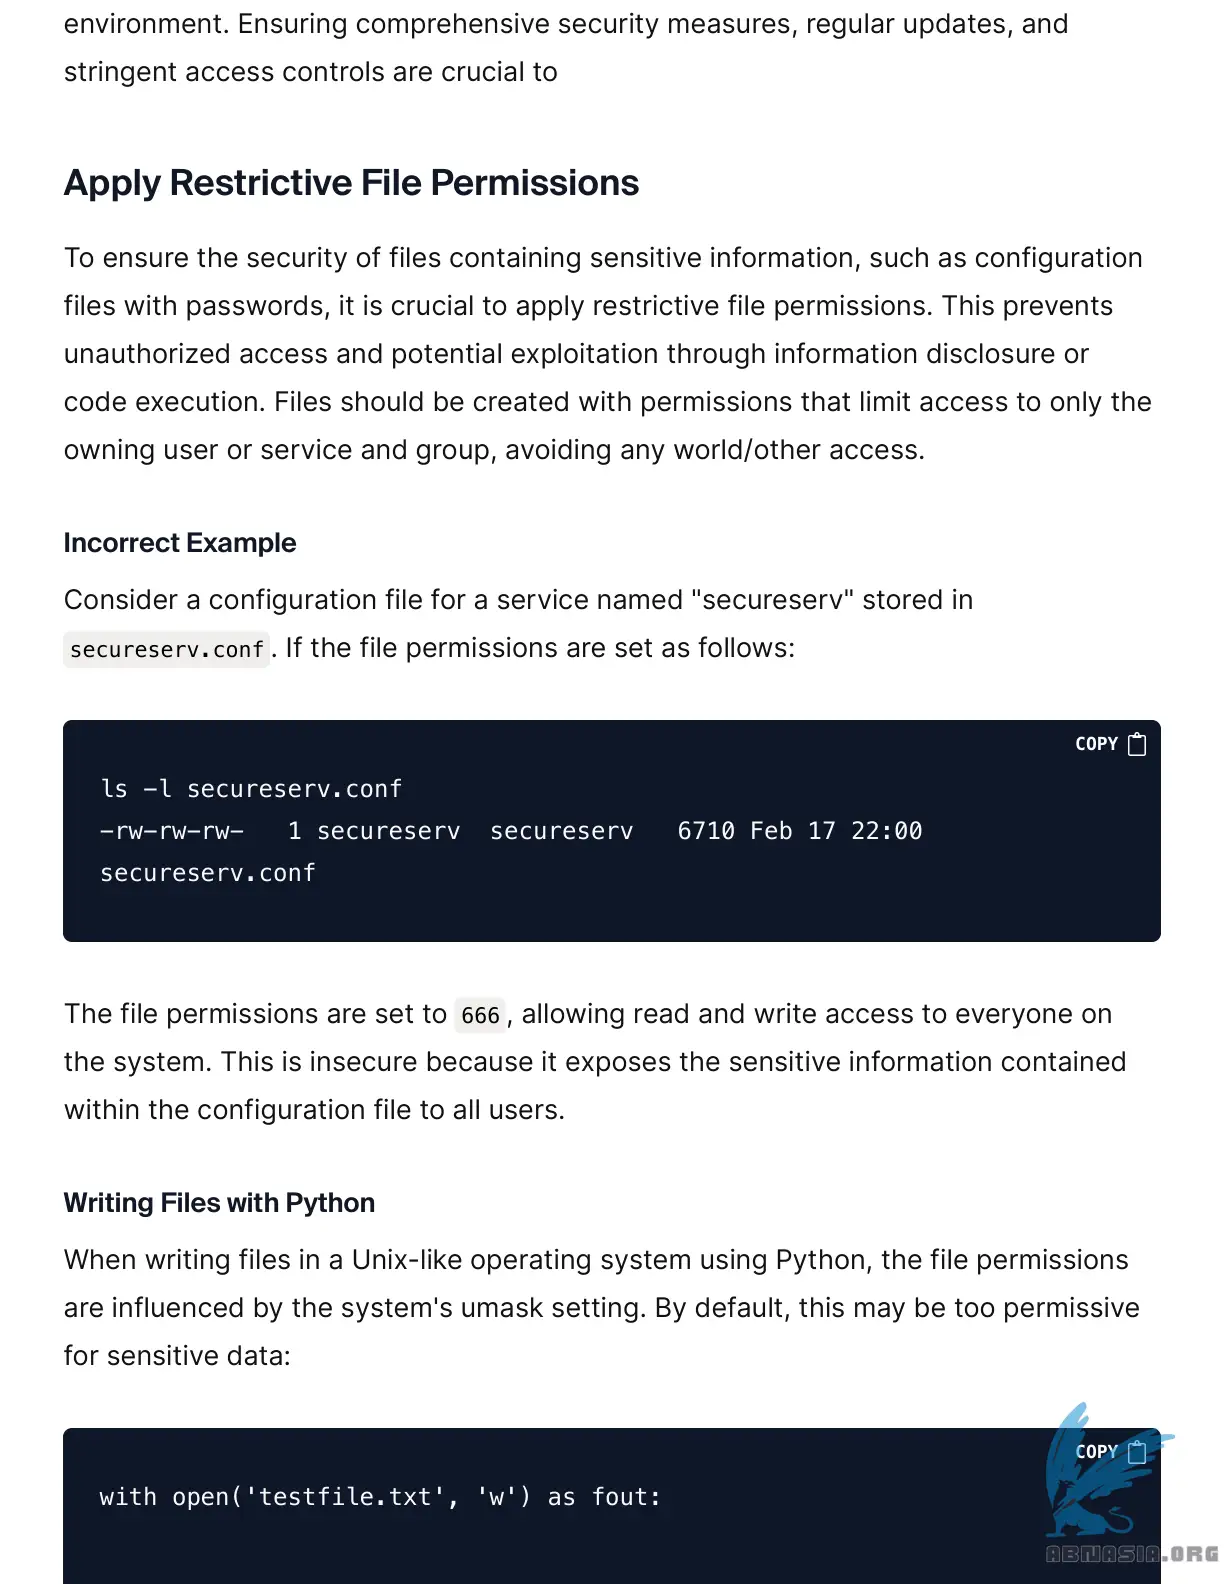 environment. Ensuring comprehensive security measures, regular updates, and
stringent access controls are crucial to
Apply Restrictive File Permissions
To ensure the security of files containing sensitive information, such as configuration
files with passwords, it is crucial to apply restrictive file permissions. This prevents
unauthorized access and potential exploitation through information disclosure or
code execution. Files should be created with permissions that limit access to only the
owning user or service and group, avoiding any world/other access.
Incorrect Example
Consider a configuration file for a service named "secureserv" stored in
secureserv.conf. If the file permissions are set as follows:
COPY
ls -l secureserv.conf
-rw-rw-rw-   1 secureserv  secureserv   6710 Feb 17 22:00
secureserv.conf
The file permissions are set to 666, allowing read and write access to everyone on
the system. This is insecure because it exposes the sensitive information contained
within the configuration file to all users.
Writing Files with Python
When writing files in a Unix-like operating system using Python, the file permissions
are influenced by the system's umask setting. By default, this may be too permissive
for sensitive data:
COPY
with open('testfile.txt', 'w') as fout:
ABMASIA.ORG